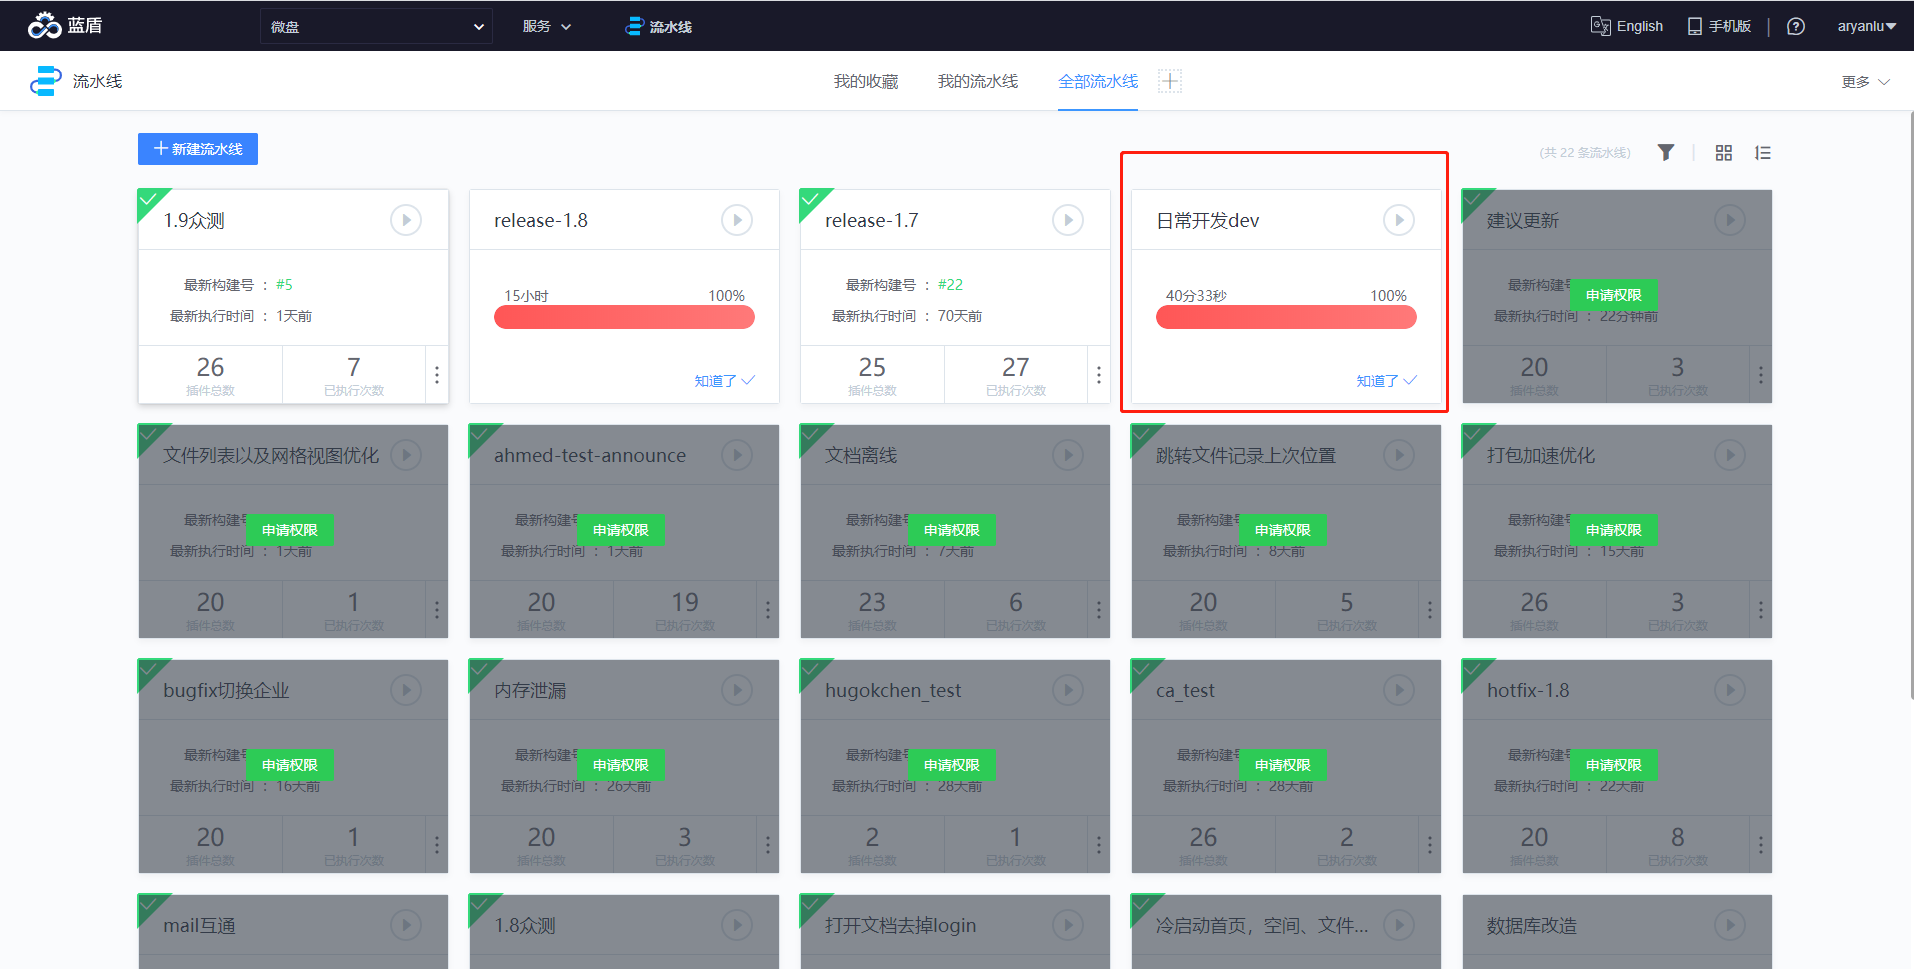 蓝盾
微盘
服务
流水线
English
手机版
aryanlu
流水线
我的收藏
我的流水线
全部流水线
更多
新建流水线
(共 22 条流水线)
1.9众测
最新构建号 ： #5
最新执行时间 ： 1天前
26
插件总数
7
已执行次数
release-1.8
15小时
100%
知道了
release-1.7
最新构建号 ： #22
最新执行时间 ： 70天前
25
插件总数
27
已执行次数
日常开发dev
40分33秒
100%
知道了
建议更新
最新构建号
申请权限
最新执行时间 ： 22分钟前
20
插件总数
3
已执行次数
文件列表以及网格视图优化
最新构建号
申请权限
最新执行时间 ： 1天前
20
插件总数
1
已执行次数
ahmed-test-announce
最新构建号
申请权限
最新执行时间 ： 1天前
20
插件总数
19
已执行次数
文档离线
最新构建号
申请权限
最新执行时间 ： 7天前
23
插件总数
6
已执行次数
跳转文件记录上次位置
最新构建号
申请权限
最新执行时间 ： 8天前
20
插件总数
5
已执行次数
打包加速优化
最新构建号
申请权限
最新执行时间 ： 15天前
26
插件总数
3
已执行次数
bugfix切换企业
最新构建号
申请权限
最新执行时间 ： 16天前
20
插件总数
1
已执行次数
内存泄漏
最新构建号
申请权限
最新执行时间 ： 26天前
20
插件总数
3
已执行次数
hugokchen_test
最新构建号
申请权限
最新执行时间 ： 28天前
2
插件总数
1
已执行次数
ca_test
最新构建号
申请权限
最新执行时间 ： 28天前
26
插件总数
2
已执行次数
hotfix-1.8
最新构建号
申请权限
最新执行时间 ： 22天前
20
插件总数
8
已执行次数
mail互通
1.8众测
打开文档去掉login
冷启动首页，空间、文件...
数据库改造